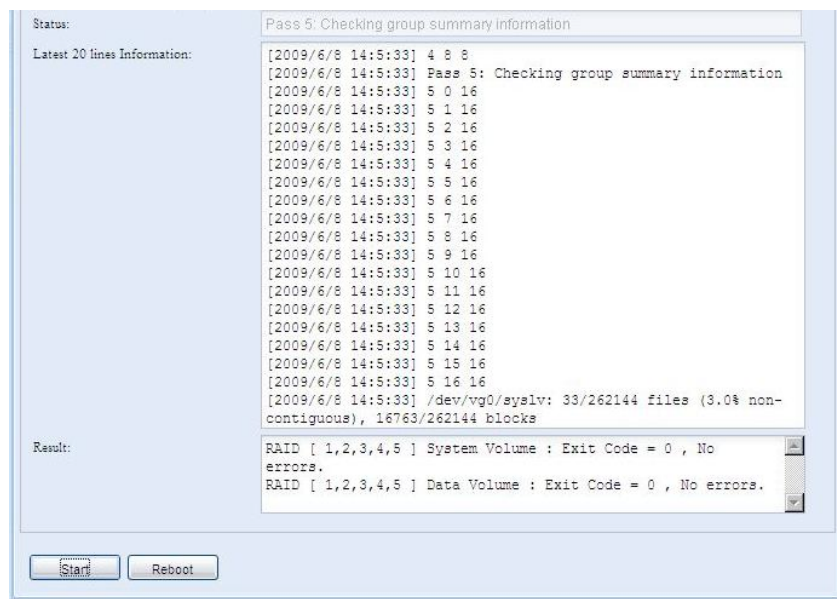 Status:
Pass 5: Checking group summary information
Latest 20 lines Information:
[2009/6/8 14:5:33] 4 8 8
[2009/6/8 14:5:33] Pass 5: Checking group summary information
[2009/6/8 14:5:33] 5 0 16
[2009/6/8 14:5:33] 5 1 16
[2009/6/8 14:5:33] 5 2 16
[2009/6/8 14:5:33] 5 3 16
[2009/6/8 14:5:33] 5 4 16
[2009/6/8 14:5:33] 5 5 16
[2009/6/8 14:5:33] 5 6 16
[2009/6/8 14:5:33] 5 7 16
[2009/6/8 14:5:33] 5 8 16
[2009/6/8 14:5:33] 5 9 16
[2009/6/8 14:5:33] 5 10 16
[2009/6/8 14:5:33] 5 11 16
[2009/6/8 14:5:33] 5 12 16
[2009/6/8 14:5:33] 5 13 16
[2009/6/8 14:5:33] 5 14 16
[2009/6/8 14:5:33] 5 15 16
[2009/6/8 14:5:33] 5 16 16
[2009/6/8 14:5:33] /dev/vg0/syslv: 33/262144 files (3.0% non-
contiguous), 16763/262144 blocks
Result:
RAID [ 1,2,3,4,5 ] System Volume : Exit Code = 0 , No
errors.
RAID [ 1,2,3,4,5 ] Data Volume : Exit Code = 0 , No errors.
Start
Reboot